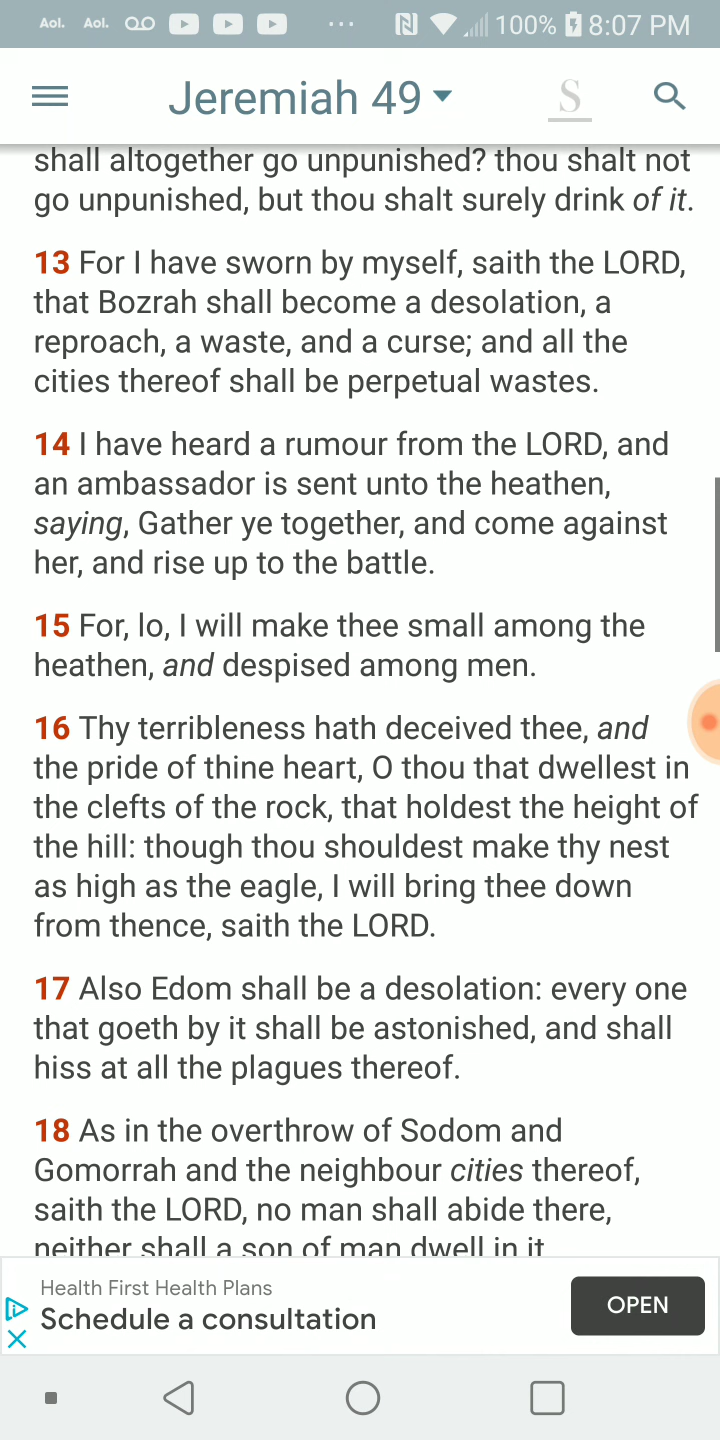 Aol. Aol. ... 100% 8:07 PM
Jeremiah 49 S
shall altogether go unpunished? thou shalt not
go unpunished, but thou shalt surely drink of it.
13 For I have sworn by myself, saith the LORD,
that Bozrah shall become a desolation, a
reproach, a waste, and a curse; and all the
cities thereof shall be perpetual wastes.
14 I have heard a rumour from the LORD, and
an ambassador is sent unto the heathen,
saying, Gather ye together, and come against
her, and rise up to the battle.
15 For, lo, I will make thee small among the
heathen, and despised among men.
16 Thy terribleness hath deceived thee, and
the pride of thine heart, O thou that dwellest in
the clefts of the rock, that holdest the height of
the hill: though thou shouldest make thy nest
as high as the eagle, I will bring thee down
from thence, saith the LORD.
17 Also Edom shall be a desolation: every one
that goeth by it shall be astonished, and shall
hiss at all the plagues thereof.
18 As in the overthrow of Sodom and
Gomorrah and the neighbour cities thereof,
saith the LORD, no man shall abide there,
neither shall a son of man dwell in it
Health First Health Plans
Schedule a consultation
OPEN